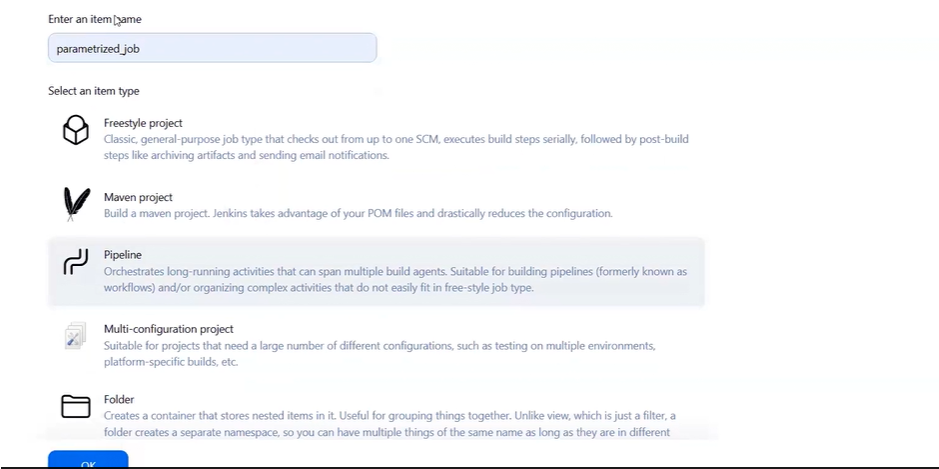 Enter an item name
parametrized_job
Select an item type
Freestyle project
Classic, general-purpose job type that checks out from up to one SCM, executes build steps serially, followed by post-build
steps like archiving artifacts and sending email notifications.
Maven project
Build a maven project. Jenkins takes advantage of your POM files and drastically reduces the configuration.
Pipeline
Orchestrates long-running activities that can span multiple build agents. Suitable for building pipelines (formerly known as
workflows) and/or organizing complex activities that do not easily fit in free-style job type.
Multi-configuration project
Suitable for projects that need a large number of different configurations, such as testing on multiple environments,
platform-specific builds, etc.
Folder
Creates a container that stores nested items in it. Useful for grouping things together. Unlike view, which is just a filter, a
folder creates a separate namespace, so you can have multiple things of the same name as long as they are in different
OK